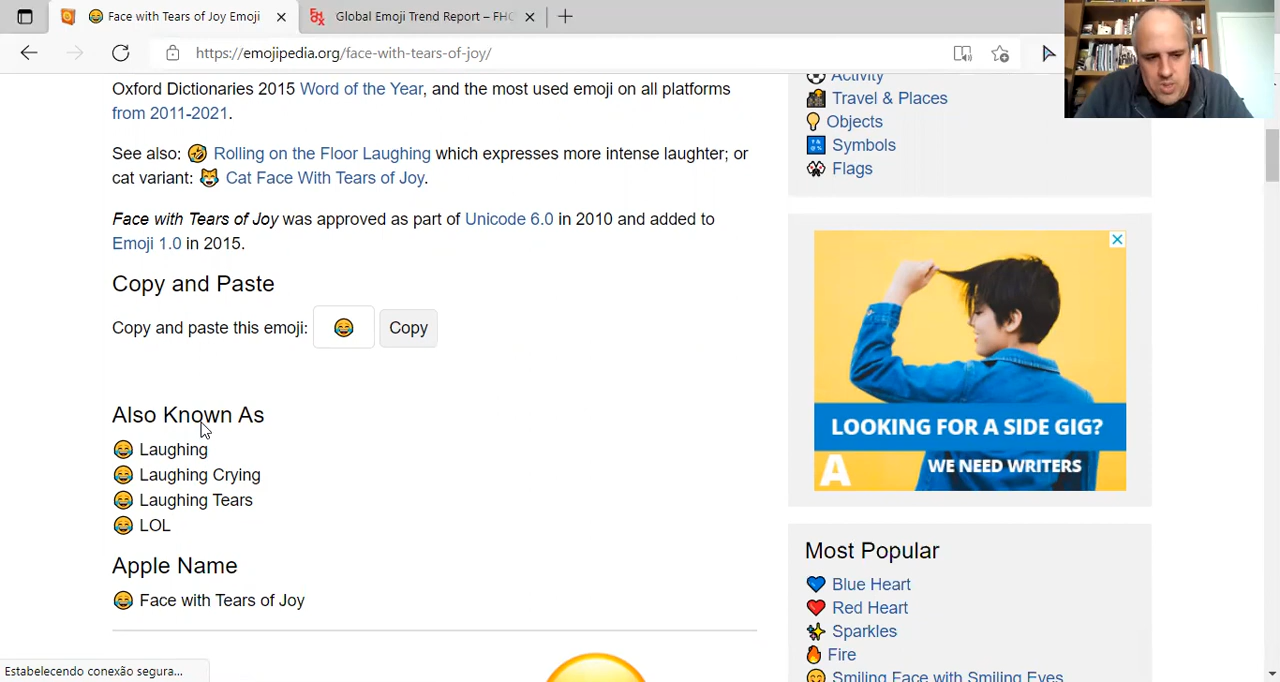 Face with Tears of Joy Emoji
Global Emoji Trend Report – FHC
https://emojipedia.org/face-with-tears-of-joy/
Oxford Dictionaries 2015 Word of the Year, and the most used emoji on all platforms
from 2011-2021.
See also: 🤣 Rolling on the Floor Laughing which expresses more intense laughter; or
cat variant: 😹 Cat Face With Tears of Joy.
Face with Tears of Joy was approved as part of Unicode 6.0 in 2010 and added to
Emoji 1.0 in 2015.
Copy and Paste
Copy and paste this emoji: 😂 Copy
Also Known As
😂 Laughing
😂 Laughing Crying
😂 Laughing Tears
😂 LOL
Apple Name
😂 Face with Tears of Joy
Estabelecendo conexão segura...
Activity
Travel & Places
Objects
Symbols
Flags
LOOKING FOR A SIDE GIG?
A WE NEED WRITERS
Most Popular
💙 Blue Heart
❤️ Red Heart
✨ Sparkles
🔥 Fire
😊 Smiling Face with Smiling Eyes